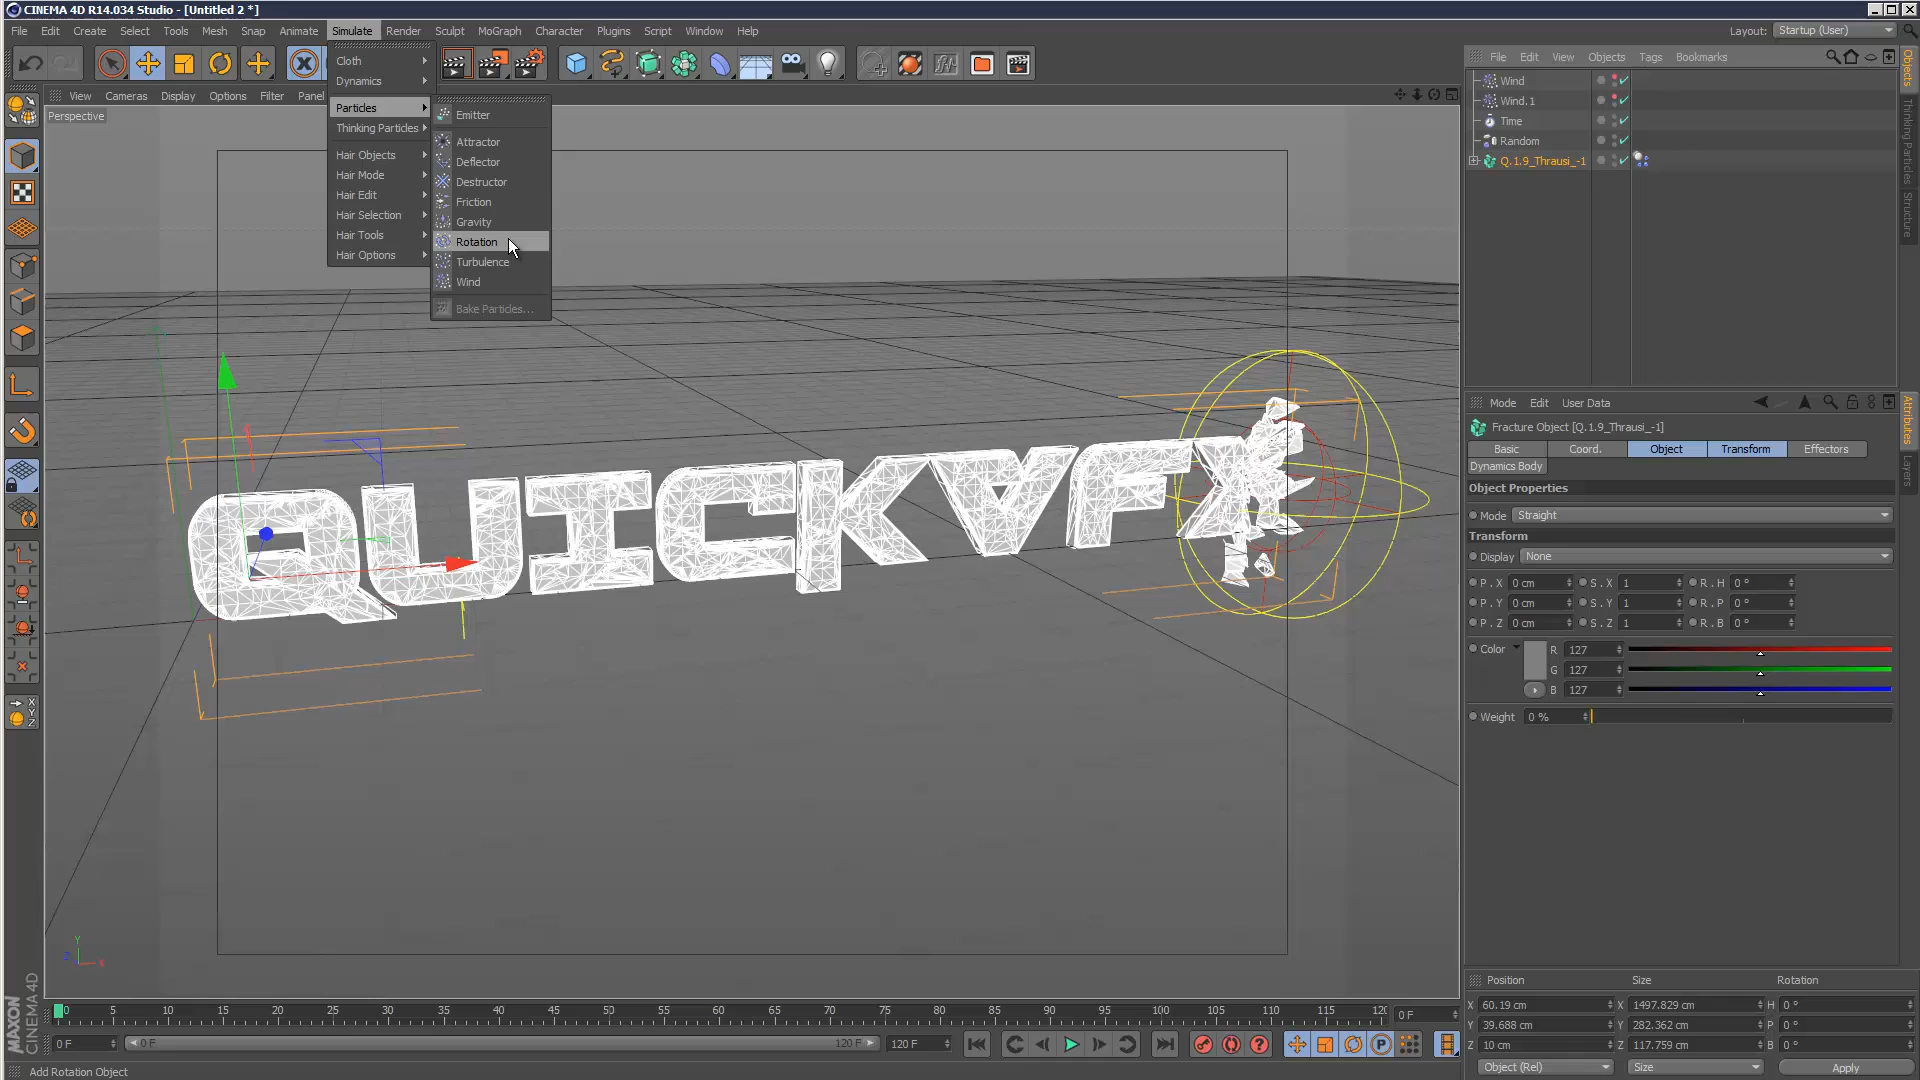 CINEMA 4D R14.034 Studio - [Untitled 2 *]
File Edit Create Select Tools Mesh Snap Animate Simulate Render Sculpt MoGraph Character Plugins Script Window Help
Layout: Startup (User)
View Cameras Display Options Filter Panel
Perspective
Cloth
Dynamics
Particles
Thinking Particles
Hair Objects
Hair Mode
Hair Edit
Hair Selection
Hair Tools
Hair Options
Emitter
Attractor
Deflector
Destructor
Friction
Gravity
Rotation
Turbulence
Wind
Bake Particles...
QUICKVFX
File Edit View Objects Tags Bookmarks
Wind
Wind.1
Time
Random
Q.1.9_Thrausi_-1
Objects
Thinking Particles
Structure
Mode Edit User Data
Attributes
Layers
Fracture Object [Q.1.9_Thrausi_-1]
Basic Coord. Object Transform Effectors
Dynamics Body
Object Properties
Mode Straight
Transform
Display None
P . X 0 cm S . X 1 R . H 0 °
P . Y 0 cm S . Y 1 R . P 0 °
P . Z 0 cm S . Z 1 R . B 0 °
Color R 127
G 127
B 127
Weight 0 %
Y
Z X
X
Y
Z
MAXON
CINEMA 4D
0 5 10 15 20 25 30 35 40 45 50 55 60 65 70 75 80 85 90 95 100 105 110 115 120 0 F
0 F 0 F 120 F 120 F
P
Position Size Rotation
X 60.19 cm X 1497.829 cm H 0 °
Y 39.688 cm Y 282.362 cm P 0 °
Z 10 cm Z 117.759 cm B 0 °
Object (Rel) Size Apply
Add Rotation Object